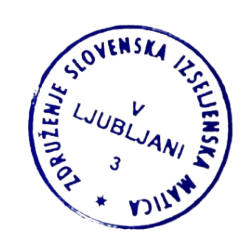 ZDRUŽENJE SLOVENSKA IZSELJENSKA MATICA *
V
LJUBLJANI
3